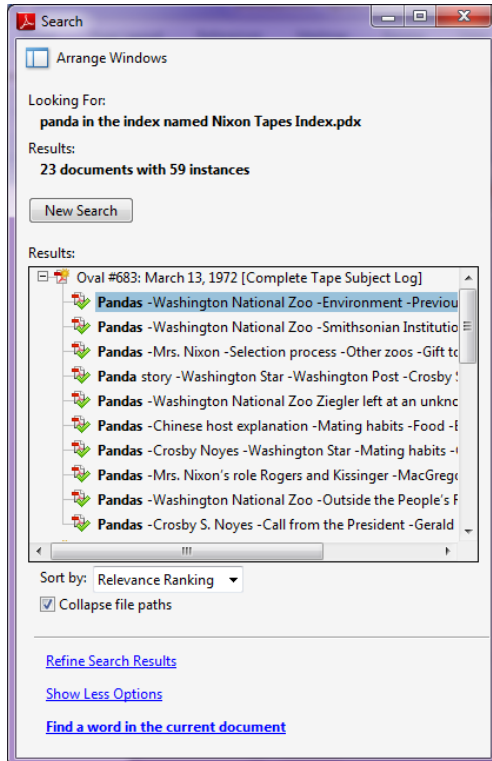 Search
Arrange Windows
Looking For:
panda in the index named Nixon Tapes Index.pdx
Results:
23 documents with 59 instances
New Search
Results:
Oval #683: March 13, 1972 [Complete Tape Subject Log]
Pandas -Washington National Zoo -Environment -Previou
Pandas -Washington National Zoo -Smithsonian Institutio
Pandas -Mrs. Nixon -Selection process -Other zoos -Gift to
Panda story -Washington Star -Washington Post -Crosby
Pandas -Washington National Zoo Ziegler left at an unkno
Pandas -Chinese host explanation -Mating habits -Food -
Pandas -Crosby Noyes -Washington Star -Mating habits -
Pandas -Mrs. Nixon's role Rogers and Kissinger -MacGrego
Pandas -Washington National Zoo -Outside the People's
Pandas -Crosby S. Noyes -Call from the President -Gerald
Sort by: Relevance Ranking
Collapse file paths
Refine Search Results
Show Less Options
Find a word in the current document